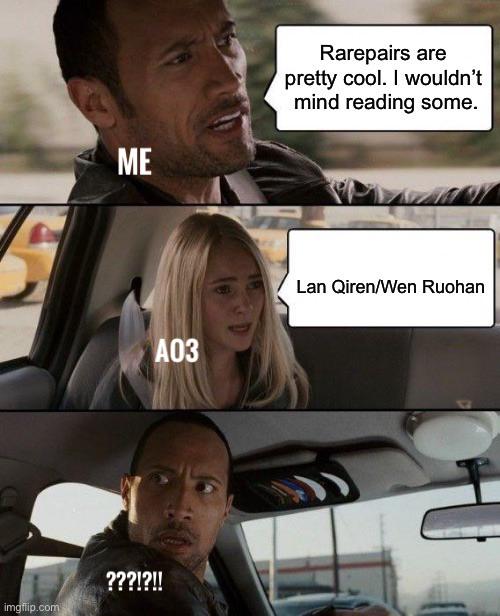 Rarepairs are
pretty cool. I wouldn't
mind reading some.
ME
Lan Qiren/Wen Ruohan
AO3
???!?!!
imgflip.com